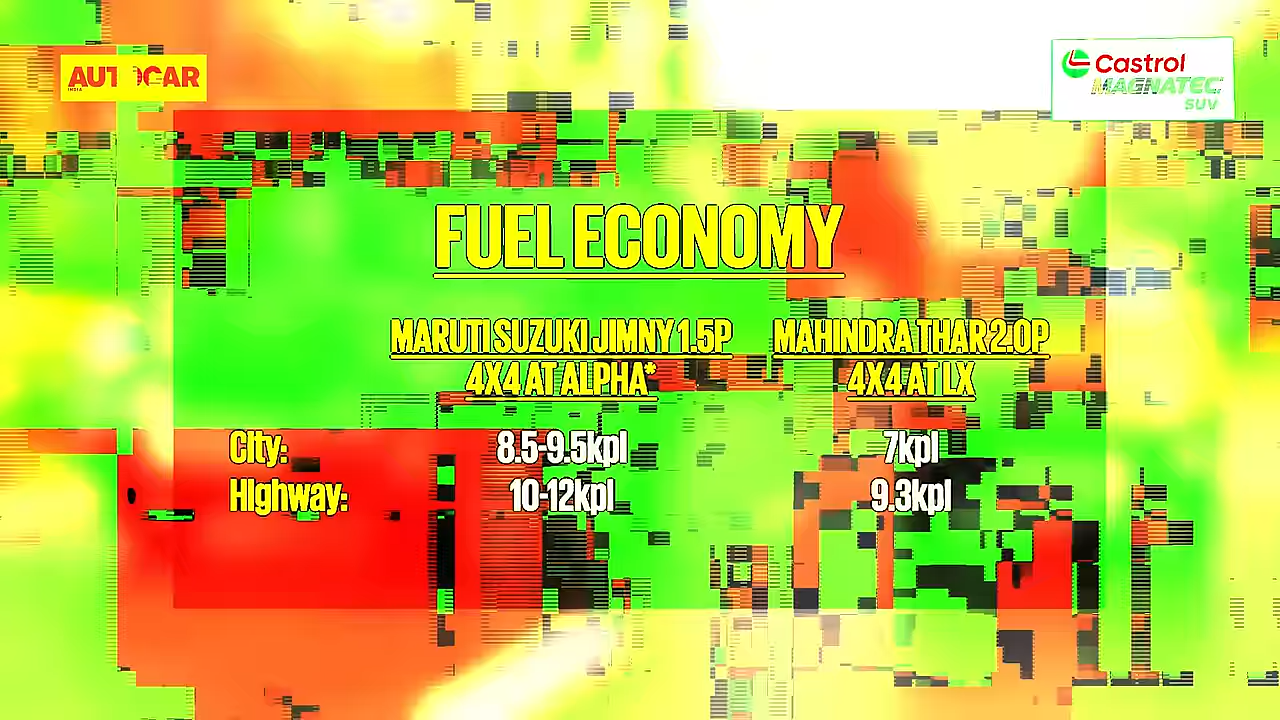 AUTOCAR
INDIA
Castrol
MAGNATEC
SUV
FUEL ECONOMY
MARUTI SUZUKI JIMNY 1.5P MAHINDRA THAR 2.0P
4X4 AT ALPHA* 4X4 AT LX
City: 8.5-9.5kpl 7kpl
Highway: 10-12kpl 9.3kpl